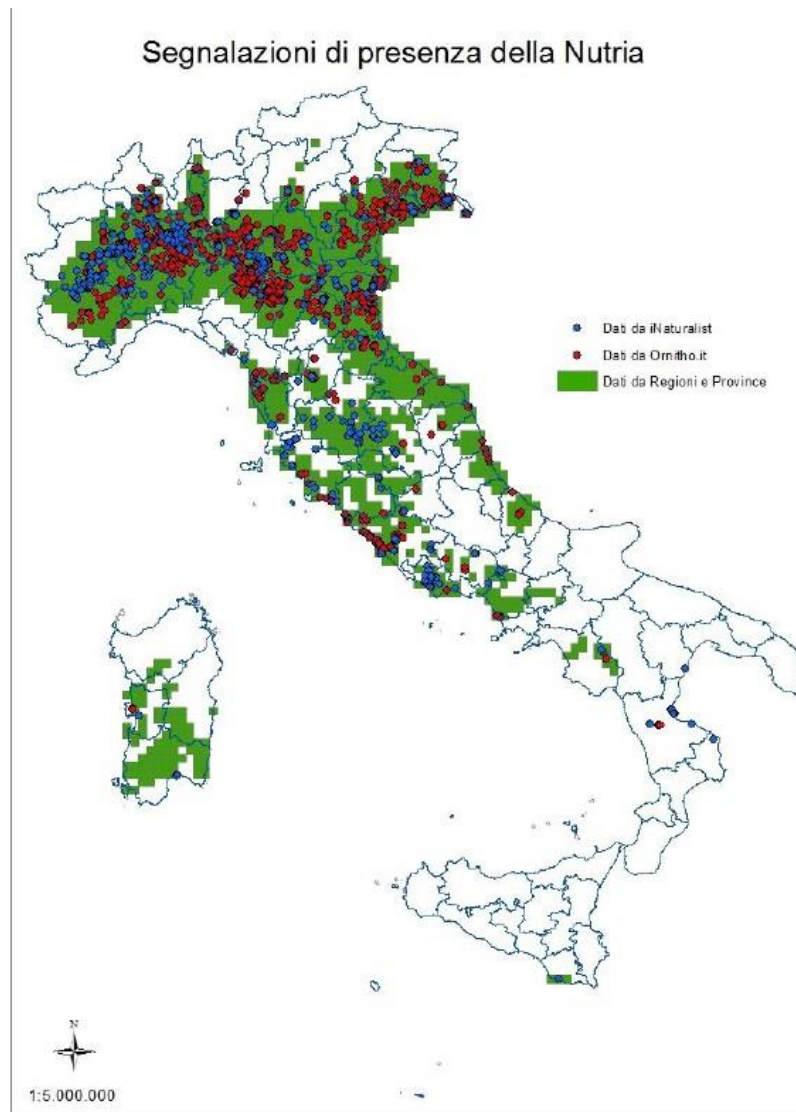 Segnalazioni di presenza della Nutria
Dati da iNaturalist
Dati da Ornitho.it
Dati da Regioni e Province
N
1:5.000.000